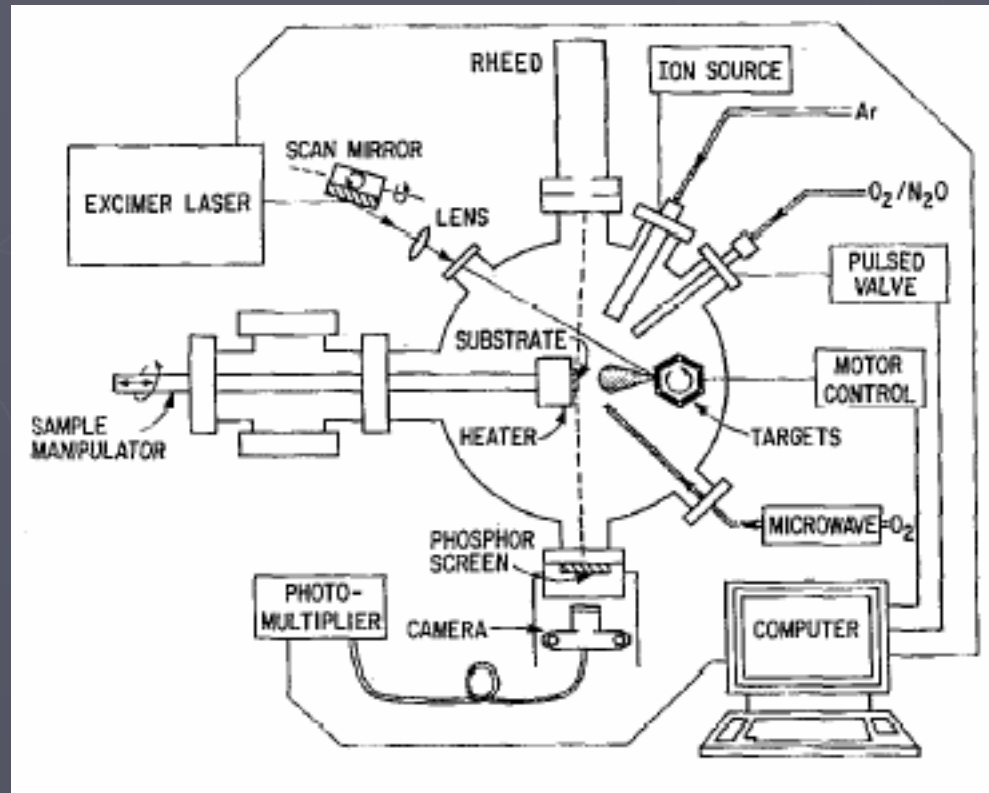 RHEED
ION SOURCE
Ar
SCAN MIRROR
EXCIMER LASER
LENS
O₂/N₂O
PULSED
VALVE
SUBSTRATE
MOTOR
CONTROL
SAMPLE
MANIPULATOR
HEATER
TARGETS
MICROWAVE
O₂
PHOSPHOR
SCREEN
PHOTO-
MULTIPLIER
CAMERA
COMPUTER